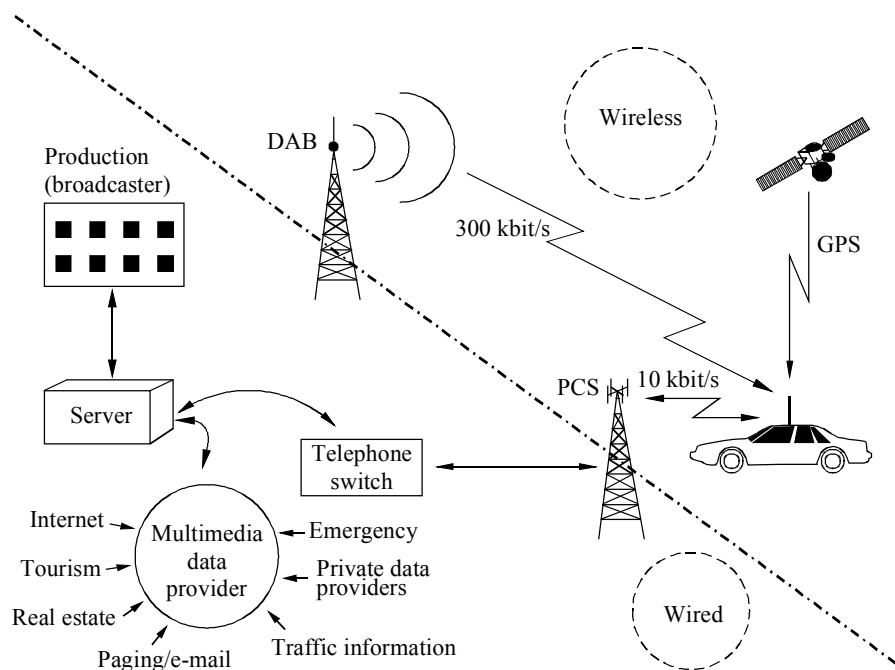 Wireless
DAB
Production
(broadcaster)
300 kbit/s
GPS
PCS
10 kbit/s
Server
Telephone
switch
Internet
Multimedia
data
provider
Emergency
Tourism
Private data
providers
Real estate
Traffic information
Paging/e-mail
Wired